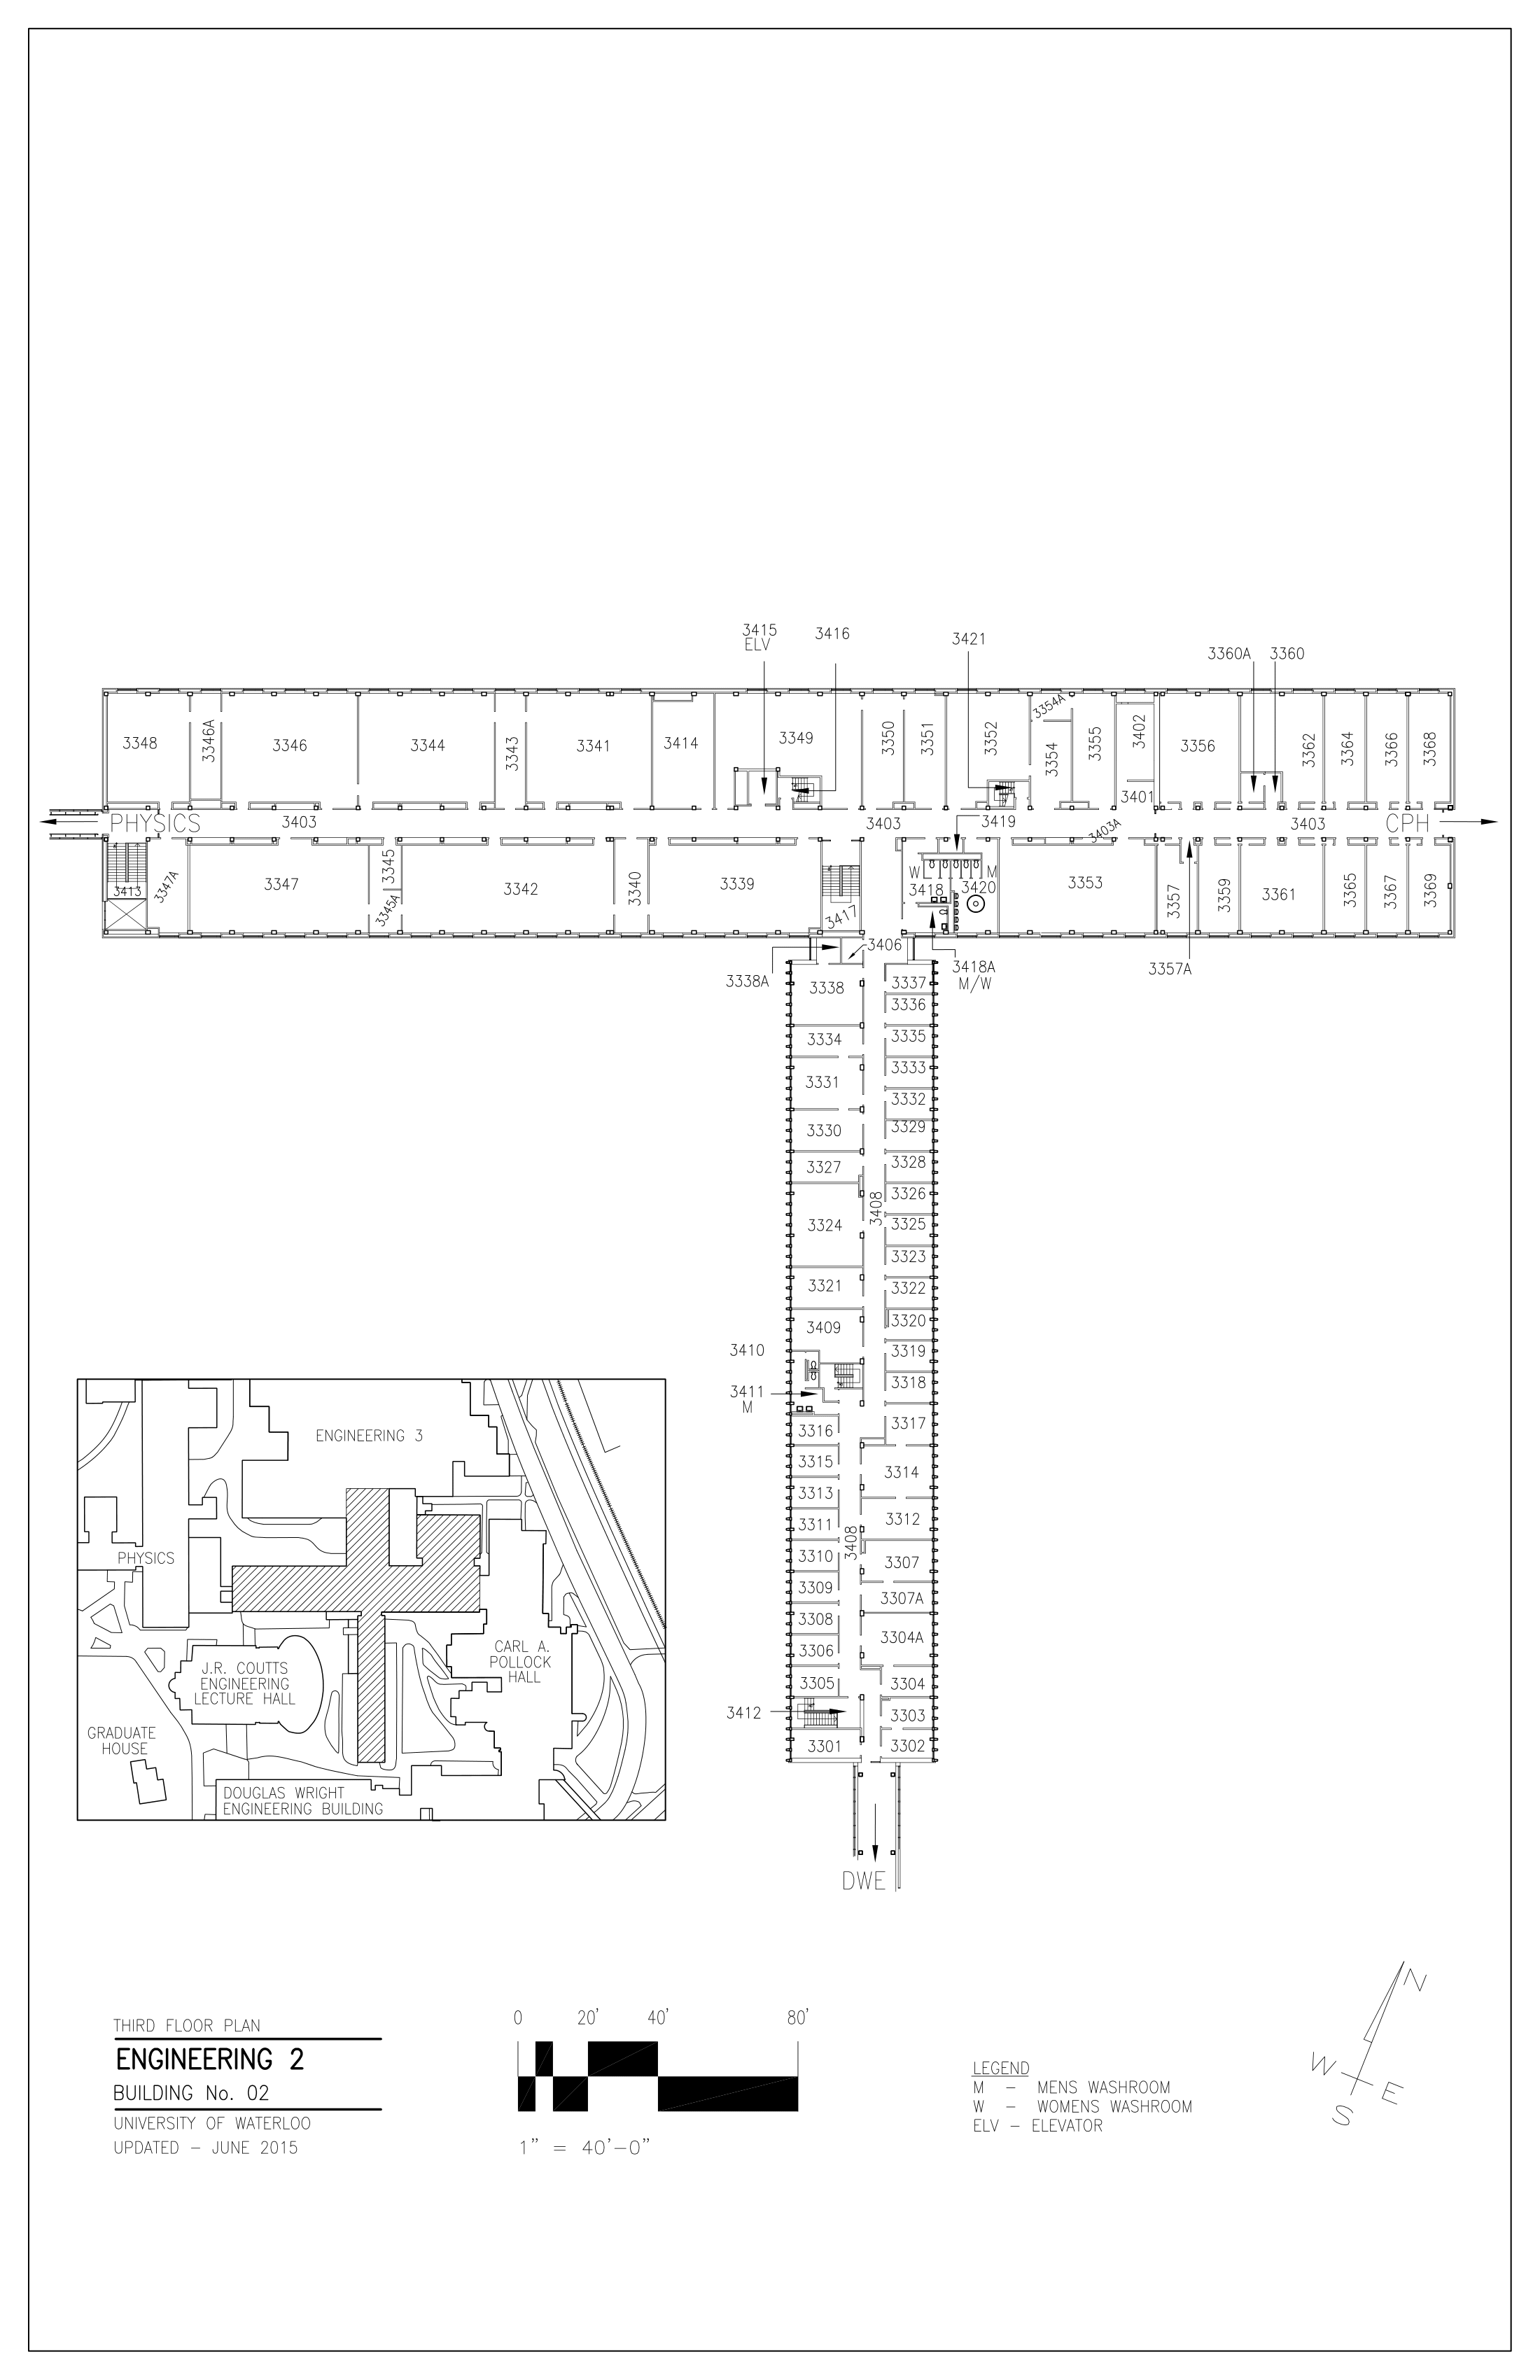 3415
ELV
3416
3421
3360A
3360
3348
3346A
3346
3344
3343
3341
3414
3349
3350
3351
3352
3354A
3354
3355
3402
3401
3356
3362
3364
3366
3368
PHYSICS
3403
3403
3419
3403A
3403
CPH
3413
3347A
3347
3345
3345A
3342
3340
3339
3417
W
M
3418
3420
3353
3357
3359
3361
3365
3367
3369
3406
3338A
3418A
M/W
3357A
3338
3337
3336
3334
3335
3331
3333
3332
3330
3329
3327
3328
3408
3326
3324
3325
3323
3321
3322
3409
3320
3410
3319
3411
M
3318
3316
3317
3315
3314
3313
3311
3312
3408
3310
3307
3309
3307A
3308
3304A
3306
3305
3304
3412
3303
3301
3302
DWE
ENGINEERING 3
PHYSICS
J.R. COUTTS
ENGINEERING
LECTURE HALL
CARL A.
POLLOCK
HALL
GRADUATE
HOUSE
DOUGLAS WRIGHT
ENGINEERING BUILDING
THIRD FLOOR PLAN
ENGINEERING 2
BUILDING No. 02
UNIVERSITY OF WATERLOO
UPDATED – JUNE 2015
0 20' 40' 80'
1" = 40'–0"
LEGEND
M – MENS WASHROOM
W – WOMENS WASHROOM
ELV – ELEVATOR
N
W
E
S